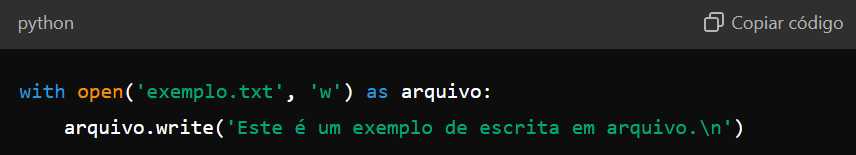 python
Copiar código
with open('exemplo.txt', 'w') as arquivo:
    arquivo.write('Este é um exemplo de escrita em arquivo.\n')